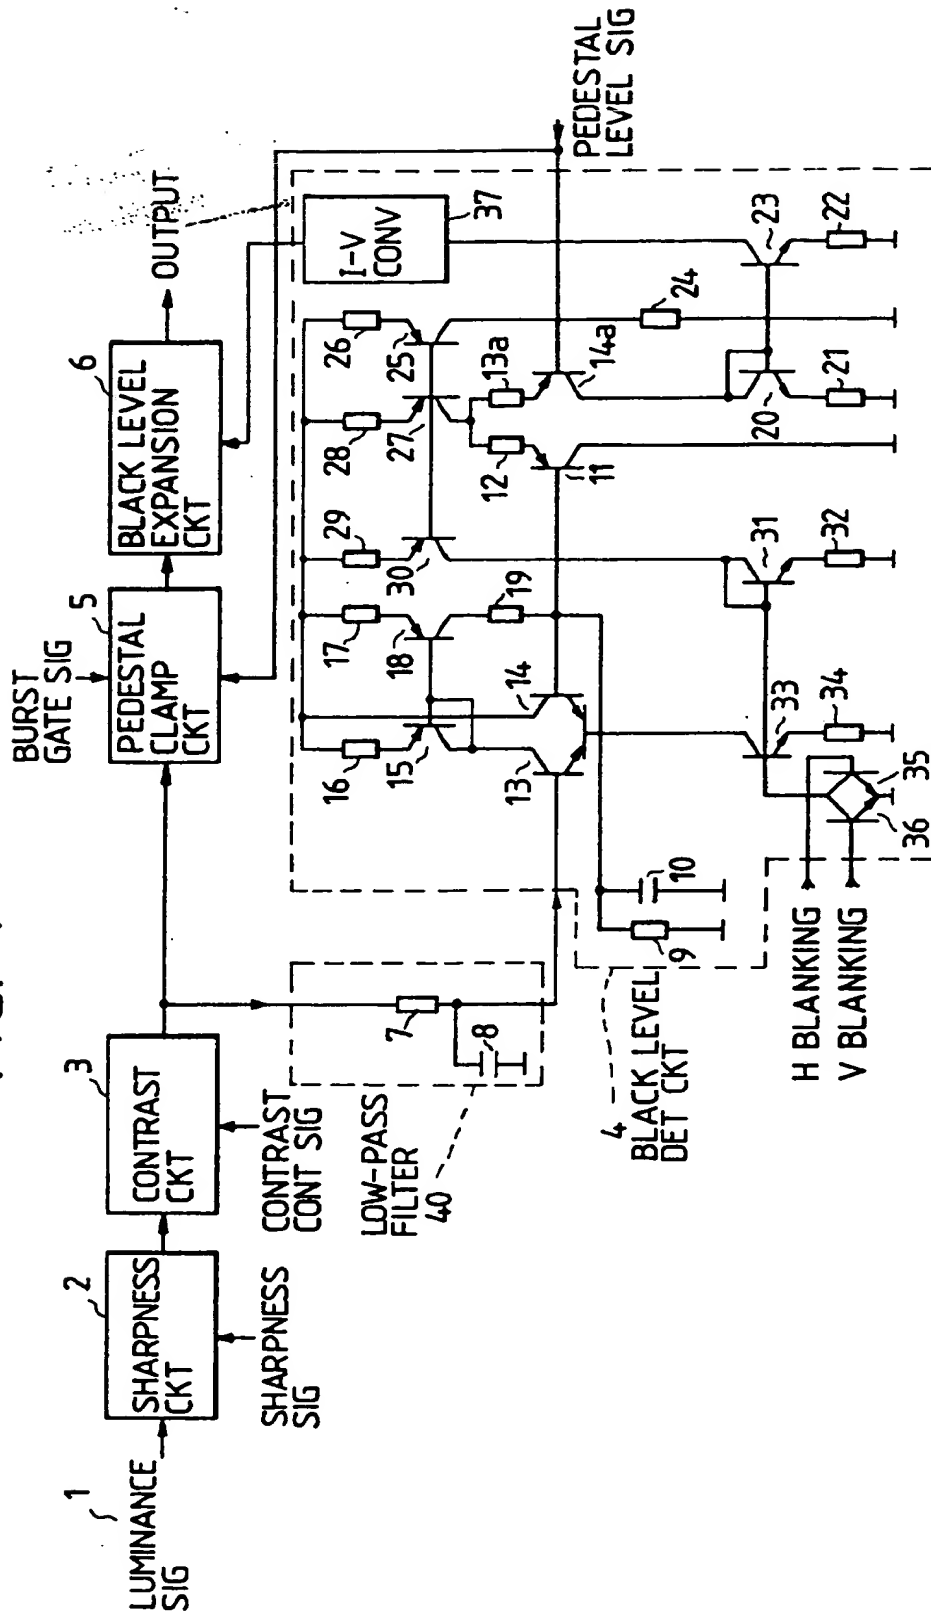 1
LUMINANCE
SIG
2
SHARPNESS
CKT
SHARPNESS
SIG
3
CONTRAST
CKT
CONTRAST
CONT SIG
BURST
GATE SIG
5
PEDESTAL
CLAMP
CKT
6
BLACK LEVEL
EXPANSION
CKT
OUTPUT
LOW-PASS
FILTER
40
7
8
4
BLACK LEVEL
DET CKT
9
10
16
17
29
28
26
15
18
30
27
25
I-V
CONV
37
13
14
19
12
13a
11
14a
24
PEDESTAL
LEVEL SIG
31
20
23
33
32
21
22
34
H BLANKING
V BLANKING
36
35